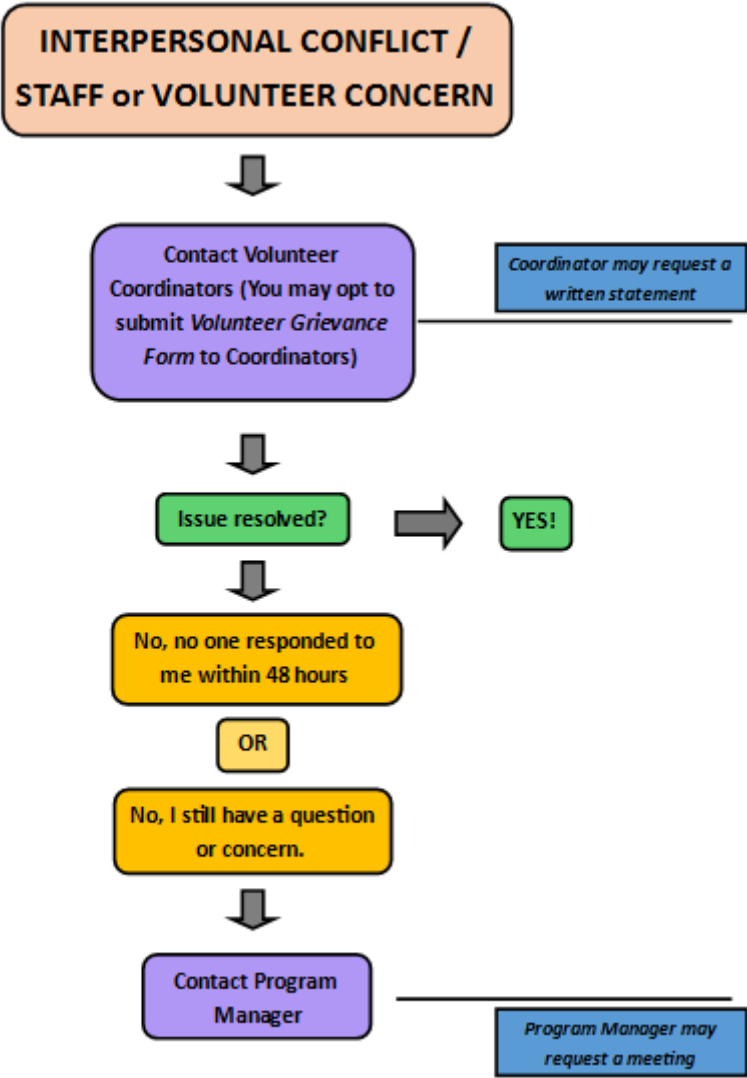 INTERPERSONAL CONFLICT /
STAFF or VOLUNTEER CONCERN
Contact Volunteer
Coordinators (You may opt to
submit Volunteer Grievance
Form to Coordinators)
Coordinator may request a
written statement
Issue resolved?
YES!
No, no one responded to
me within 48 hours
OR
No, I still have a question
or concern.
Contact Program
Manager
Program Manager may
request a meeting